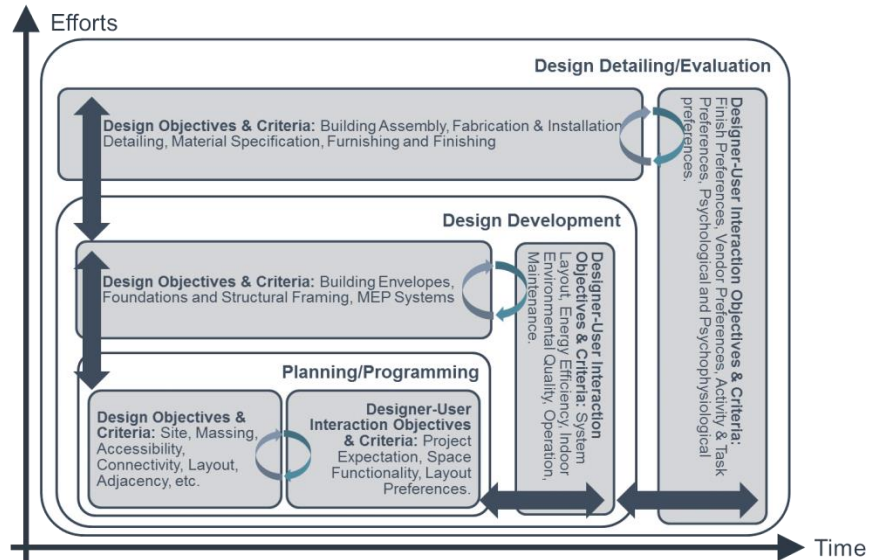 Efforts
Design Detailing/Evaluation
Design Objectives & Criteria: Building Assembly, Fabrication & Installation
Detailing, Material Specification, Furnishing and Finishing
Designer-User Interaction Objectives & Criteria:
Finish Preferences, Vendor Preferences, Activity & Task
Preferences, Psychological and Psychophysiological
preferences.
Design Development
Design Objectives & Criteria: Building Envelopes,
Foundations and Structural Framing, MEP Systems
Designer-User Interaction
Objectives & Criteria: System
Layout, Energy Efficiency, Indoor
Environmental Quality, Operation,
Maintenance.
Planning/Programming
Design Objectives &
Criteria: Site, Massing,
Accessibility,
Connectivity, Layout,
Adjacency, etc.
Designer-User
Interaction Objectives
& Criteria: Project
Expectation, Space
Functionality, Layout
Preferences.
Time